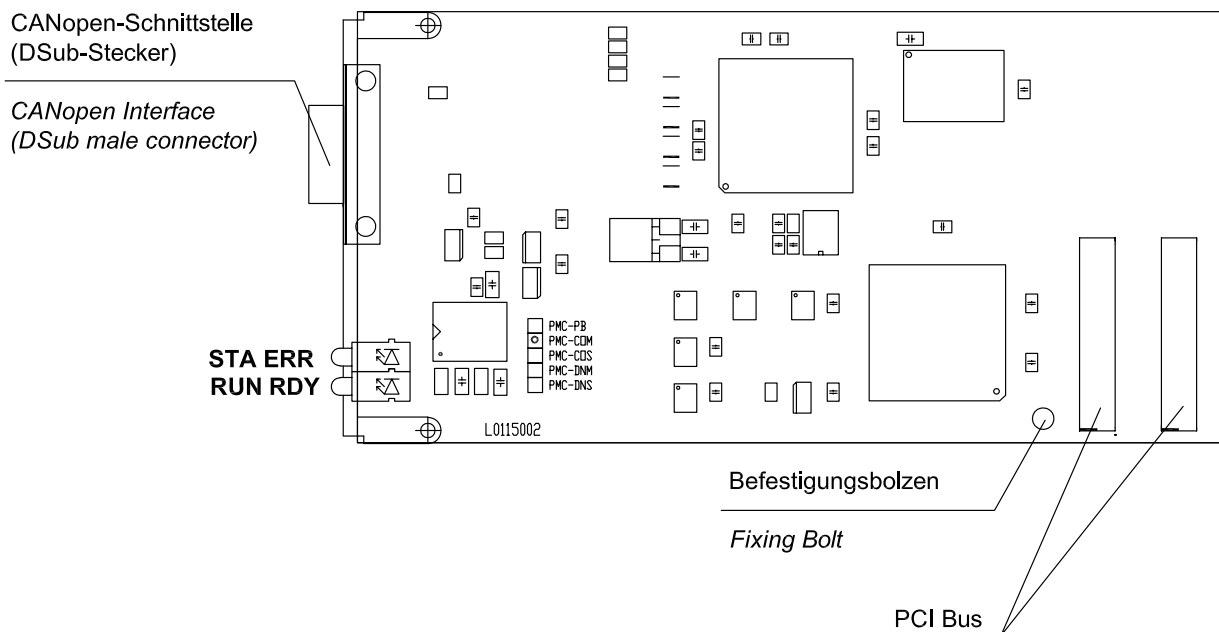 CANopen-Schnittstelle
(DSub-Stecker)
CANopen Interface
(DSub male connector)
PMC-PB
PMC-COM
PMC-COS
PMC-DNM
PMC-DNS
STA ERR
RUN RDY
L0115002
Befestigungsbolzen
Fixing Bolt
PCI Bus